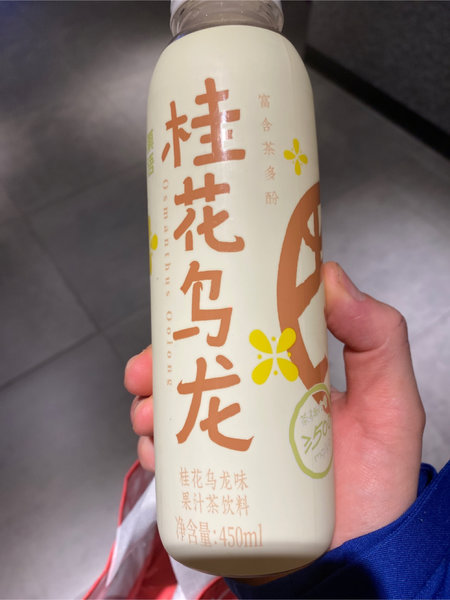 桂花乌龙
Osmanthus Oolong
富含茶多酚
桂花乌龙味
果汁茶饮料
净含量:450ml